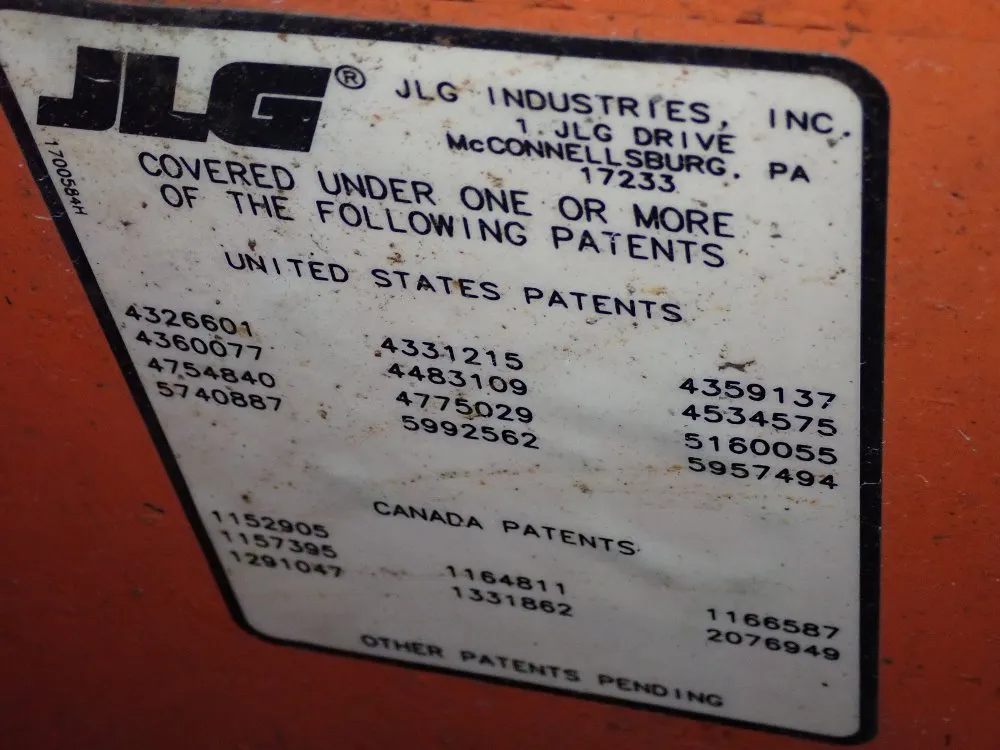 JLG® JLG INDUSTRIES, INC.
1 JLG DRIVE
McCONNELLSBURG, PA
17233
1700584H
COVERED UNDER ONE OR MORE
OF THE FOLLOWING PATENTS
UNITED STATES PATENTS
4326601 4331215 4359137
4360077 4483109 4534575
4754840 4775029 5160055
5740887 5992562 5957494
CANADA PATENTS
1152905 1164811 1166587
1157395 1331862 2076949
1291047
OTHER PATENTS PENDING